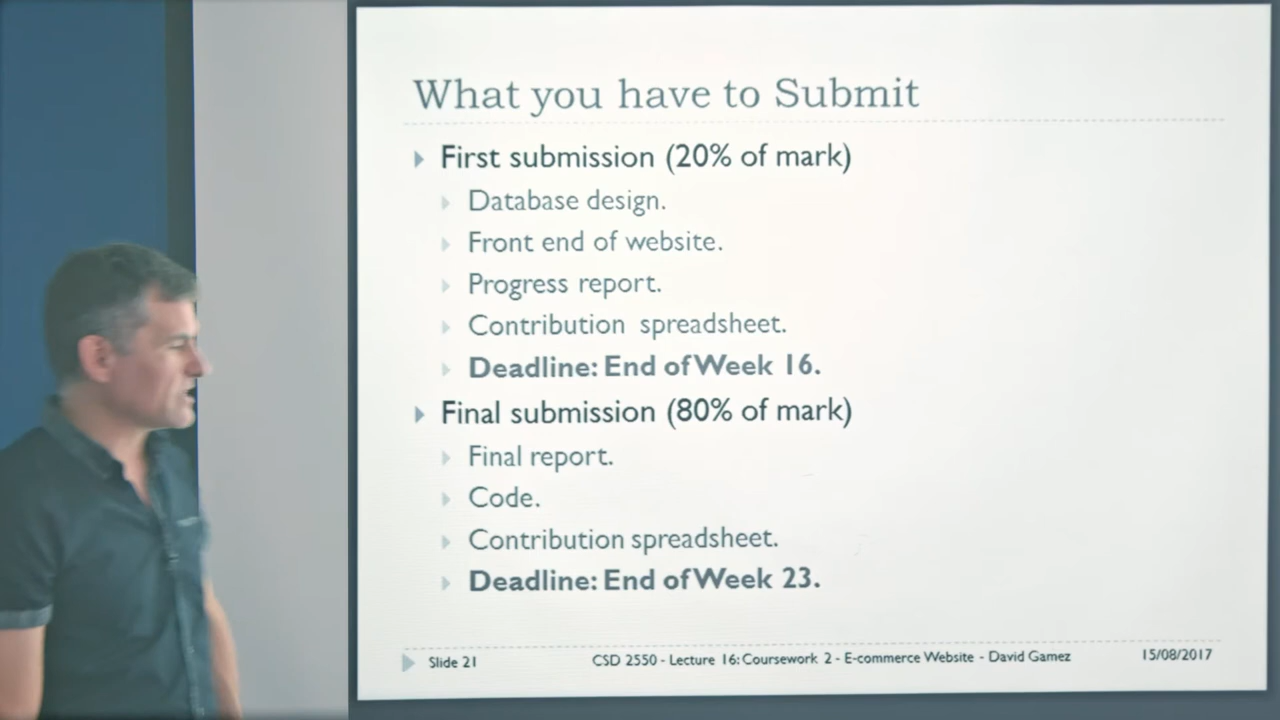 What you have to Submit
First submission (20% of mark)
Database design.
Front end of website.
Progress report.
Contribution spreadsheet.
Deadline: End of Week 16.
Final submission (80% of mark)
Final report.
Code.
Contribution spreadsheet.
Deadline: End of Week 23.
Slide 21 CSD 2550 - Lecture 16: Coursework 2 - E-commerce Website - David Gamez 15/08/2017